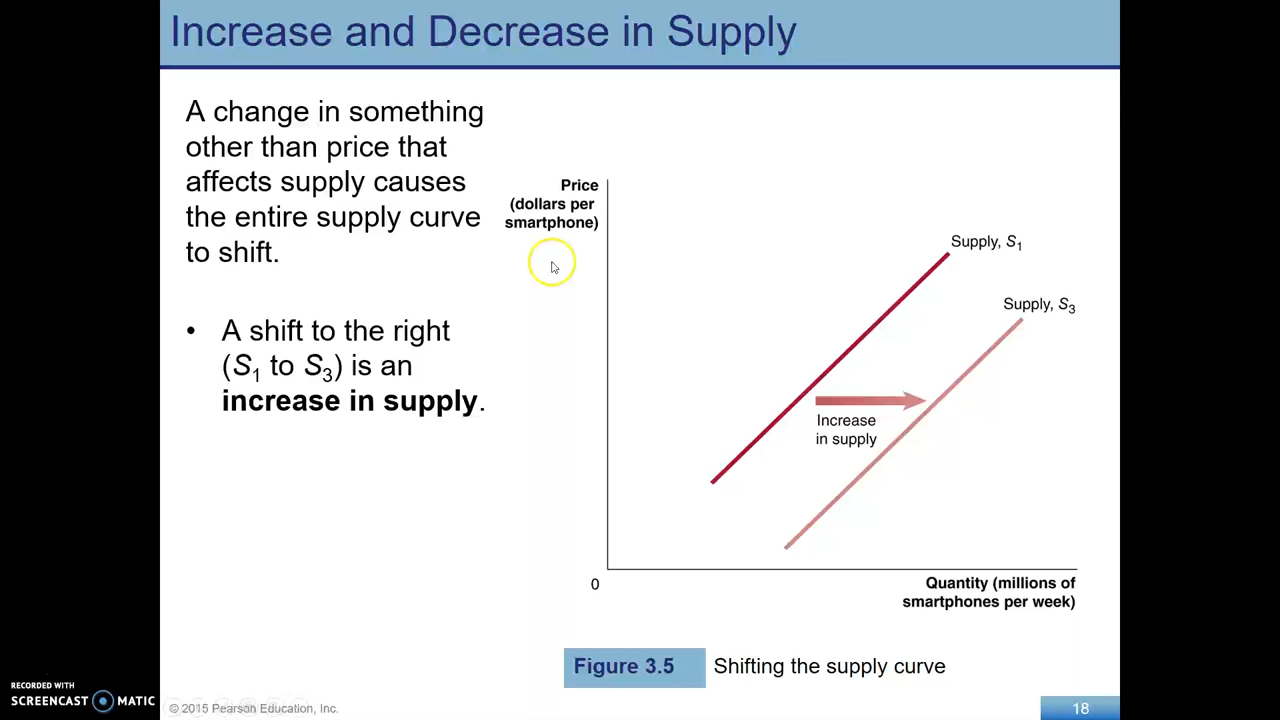 Increase and Decrease in Supply
A change in something
other than price that
affects supply causes
the entire supply curve
to shift.
• A shift to the right
(S1 to S3) is an
increase in supply.
Price
(dollars per
smartphone)
Supply, S1
Supply, S3
Increase
in supply
0
Quantity (millions of
smartphones per week)
Figure 3.5 Shifting the supply curve
RECORDED WITH
SCREENCAST MATIC
© 2015 Pearson Education, Inc.
18